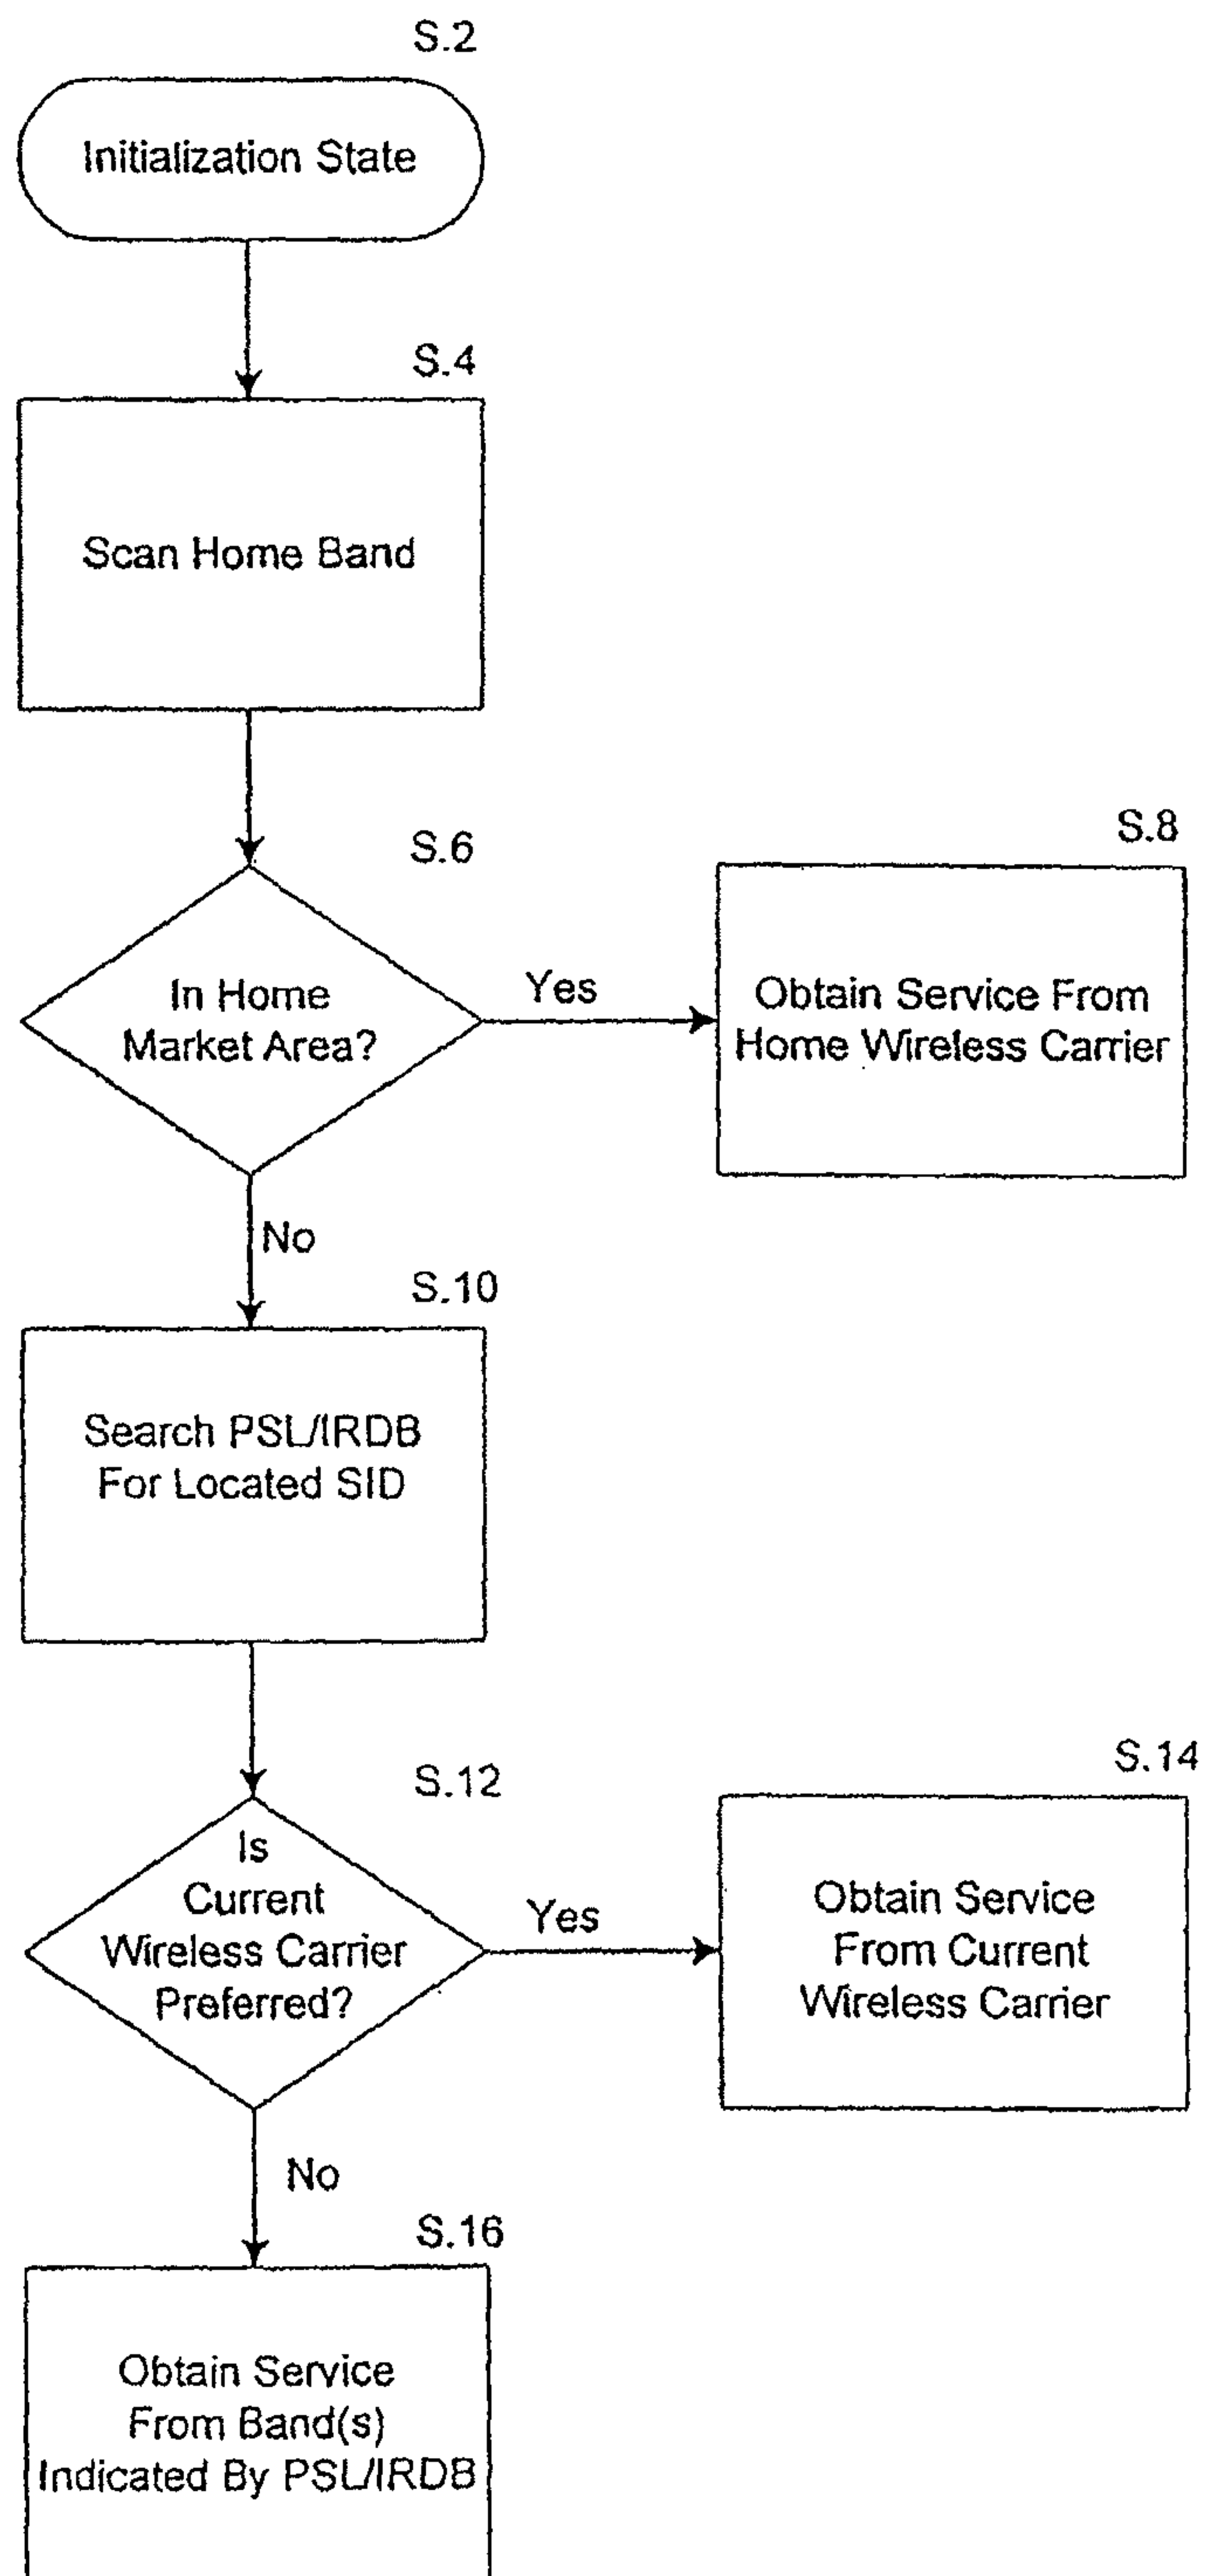 S.2
Initialization State
S.4
Scan Home Band
S.6
In Home
Market Area?
Yes
S.8
Obtain Service From
Home Wireless Carrier
No
S.10
Search PSL/IRDB
For Located SID
S.12
Is
Current
Wireless Carrier
Preferred?
Yes
S.14
Obtain Service
From Current
Wireless Carrier
No
S.16
Obtain Service
From Band(s)
Indicated By PSL/IRDB